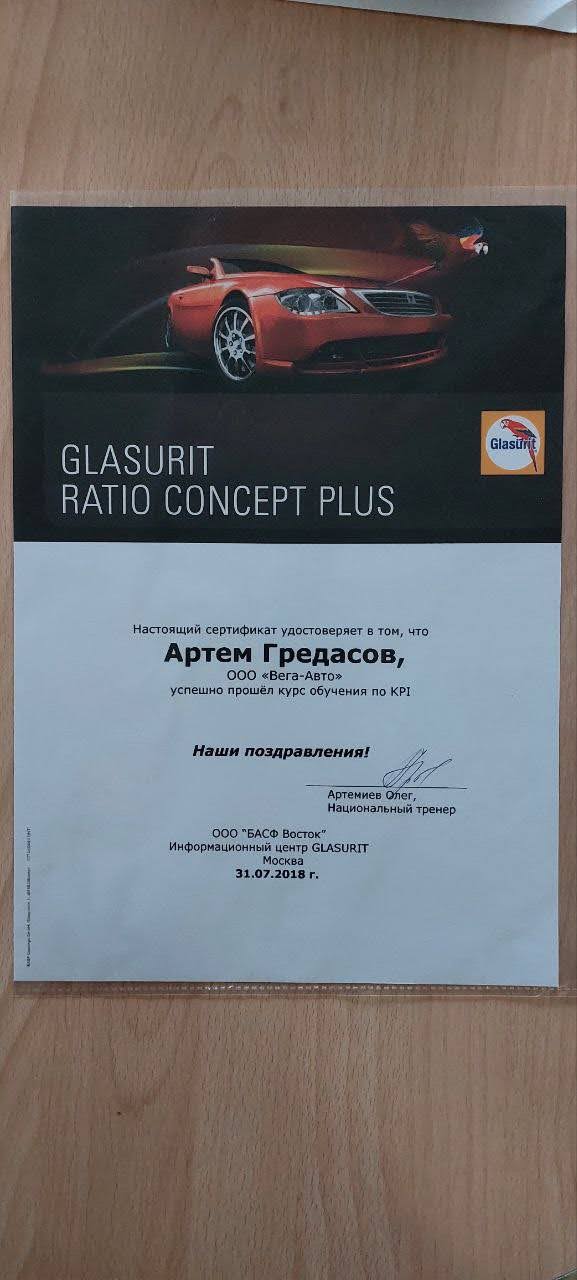 GLASURIT
RATIO CONCEPT PLUS
Glasurit
Настоящий сертификат удостоверяет в том, что
Артем Гредасов,
ООО «Вега-Авто»
успешно прошёл курс обучения по KPI
Наши поздравления!
Артемиев Олег,
Национальный тренер
ООО "БАСФ Восток"
Информационный центр GLASURIT
Москва
31.07.2018 г.